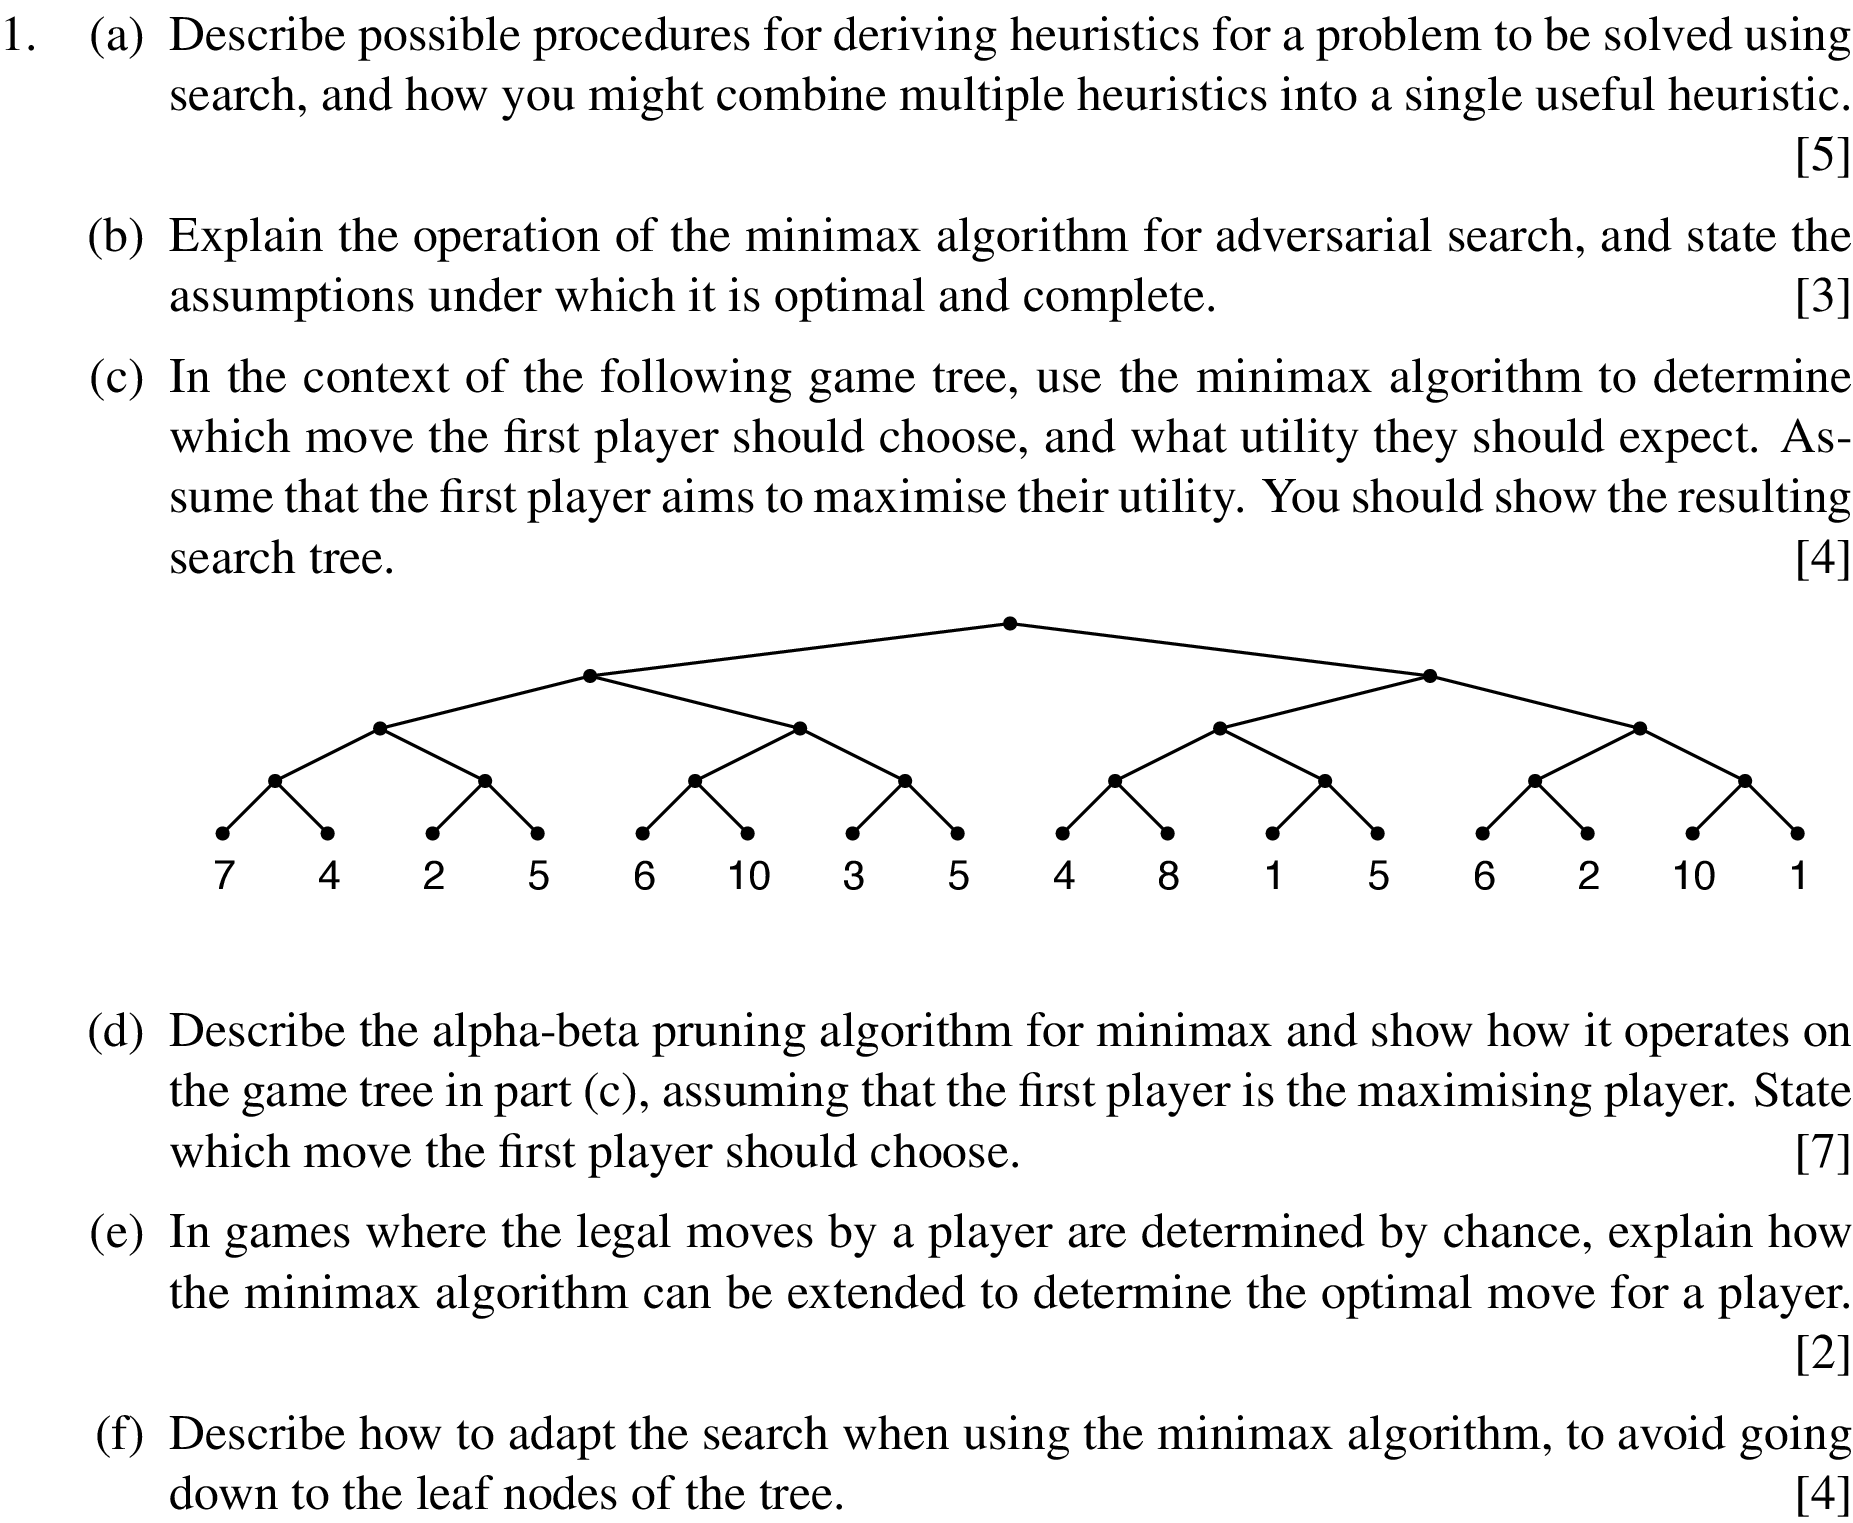 1. (a) Describe possible procedures for deriving heuristics for a problem to be solved using
search, and how you might combine multiple heuristics into a single useful heuristic.
[5]
(b) Explain the operation of the minimax algorithm for adversarial search, and state the
assumptions under which it is optimal and complete. [3]
(c) In the context of the following game tree, use the minimax algorithm to determine
which move the first player should choose, and what utility they should expect. As-
sume that the first player aims to maximise their utility. You should show the resulting
search tree. [4]
7 4 2 5 6 10 3 5 4 8 1 5 6 2 10 1
(d) Describe the alpha-beta pruning algorithm for minimax and show how it operates on
the game tree in part (c), assuming that the first player is the maximising player. State
which move the first player should choose. [7]
(e) In games where the legal moves by a player are determined by chance, explain how
the minimax algorithm can be extended to determine the optimal move for a player.
[2]
(f) Describe how to adapt the search when using the minimax algorithm, to avoid going
down to the leaf nodes of the tree. [4]